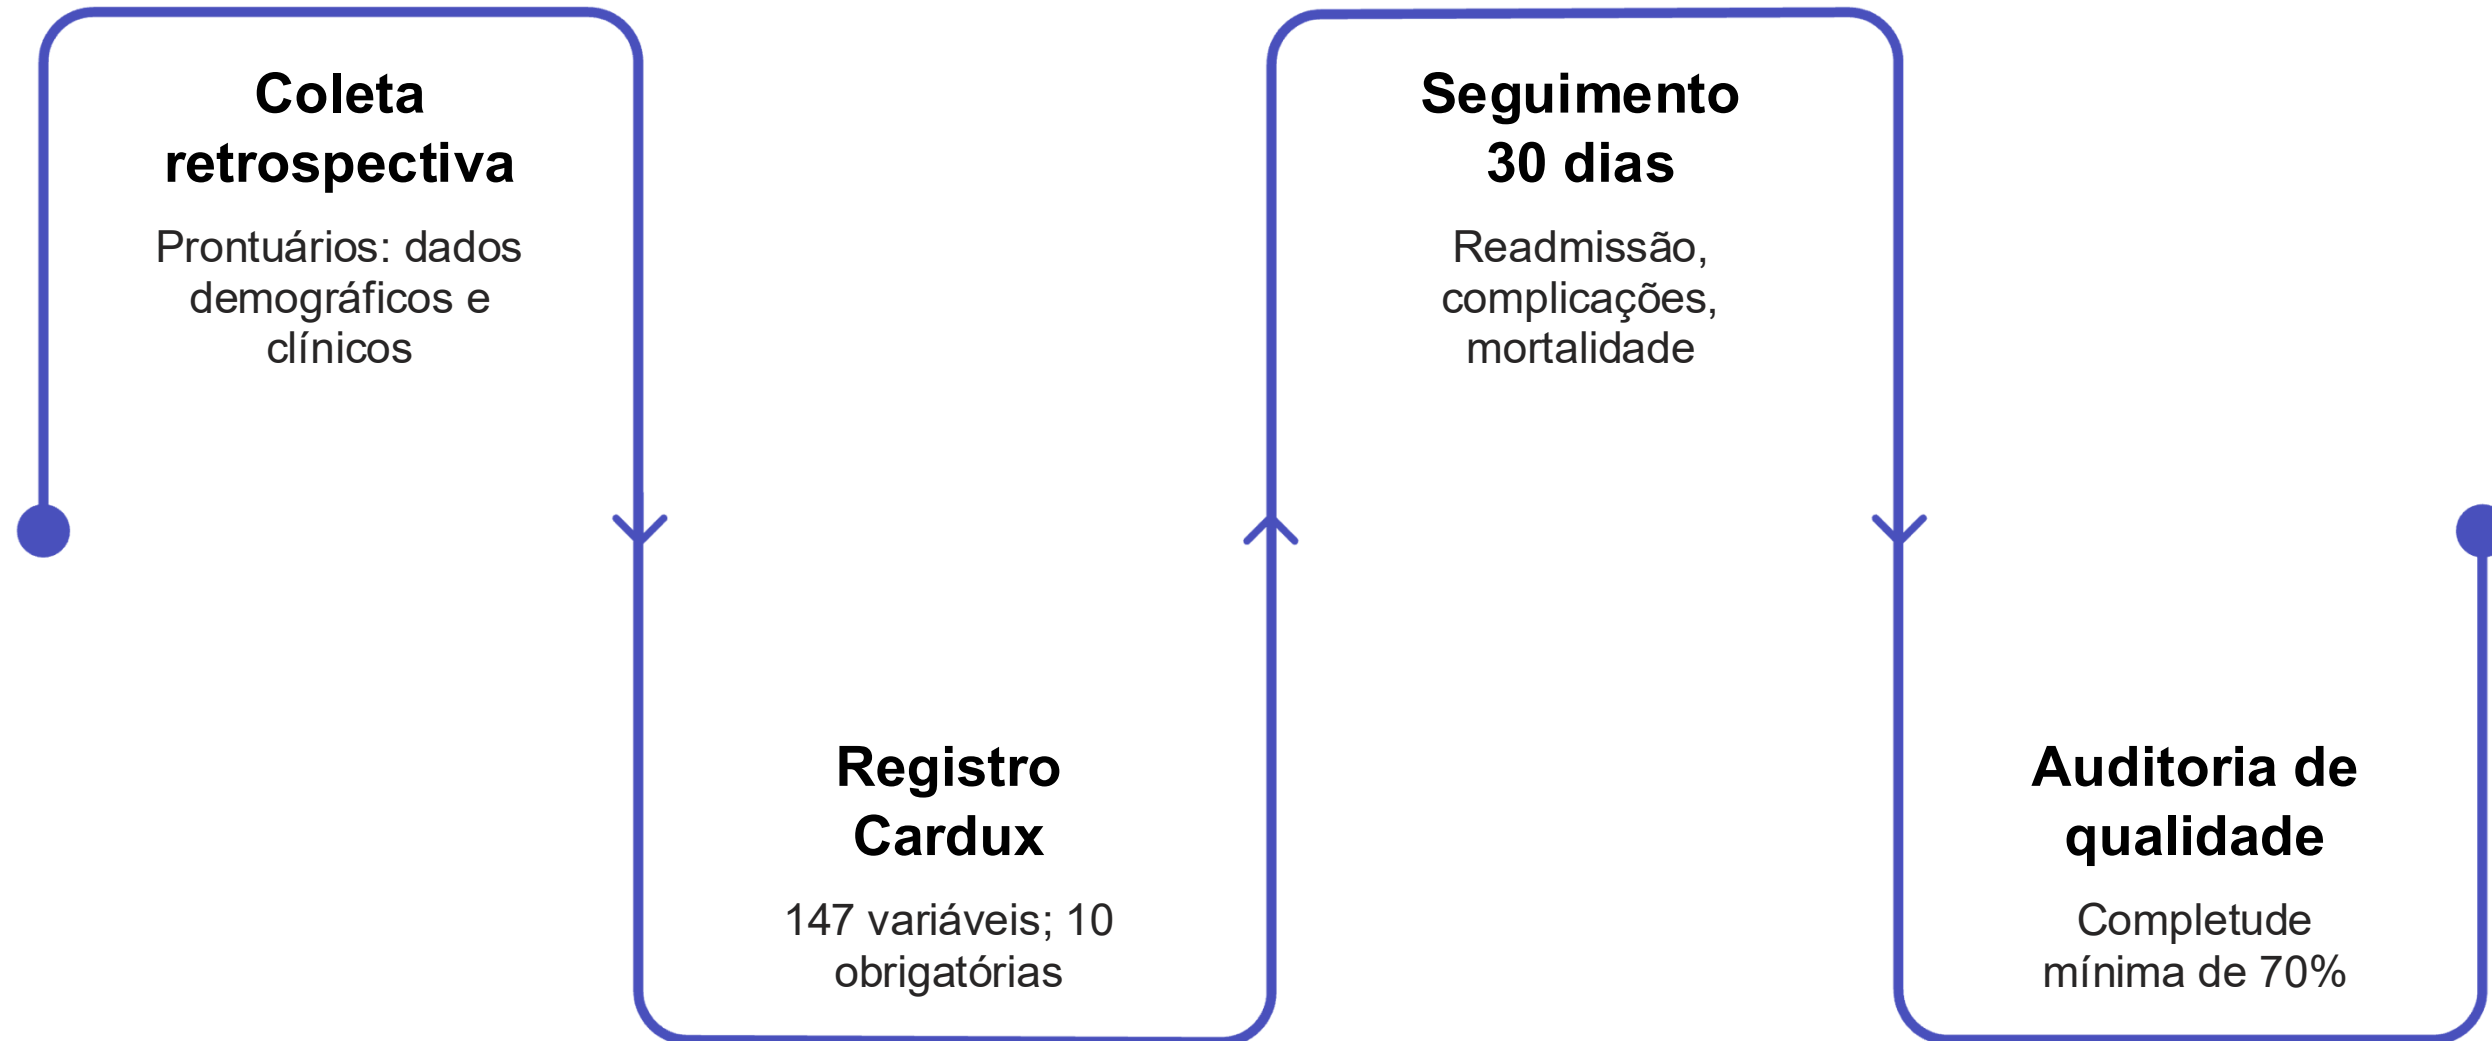 Coleta
retrospectiva
Prontuários: dados
demográficos e
clínicos
Registro
Cardux
147 variáveis; 10
obrigatórias
Seguimento
30 dias
Readmissão,
complicações,
mortalidade
Auditoria de
qualidade
Completude
mínima de 70%